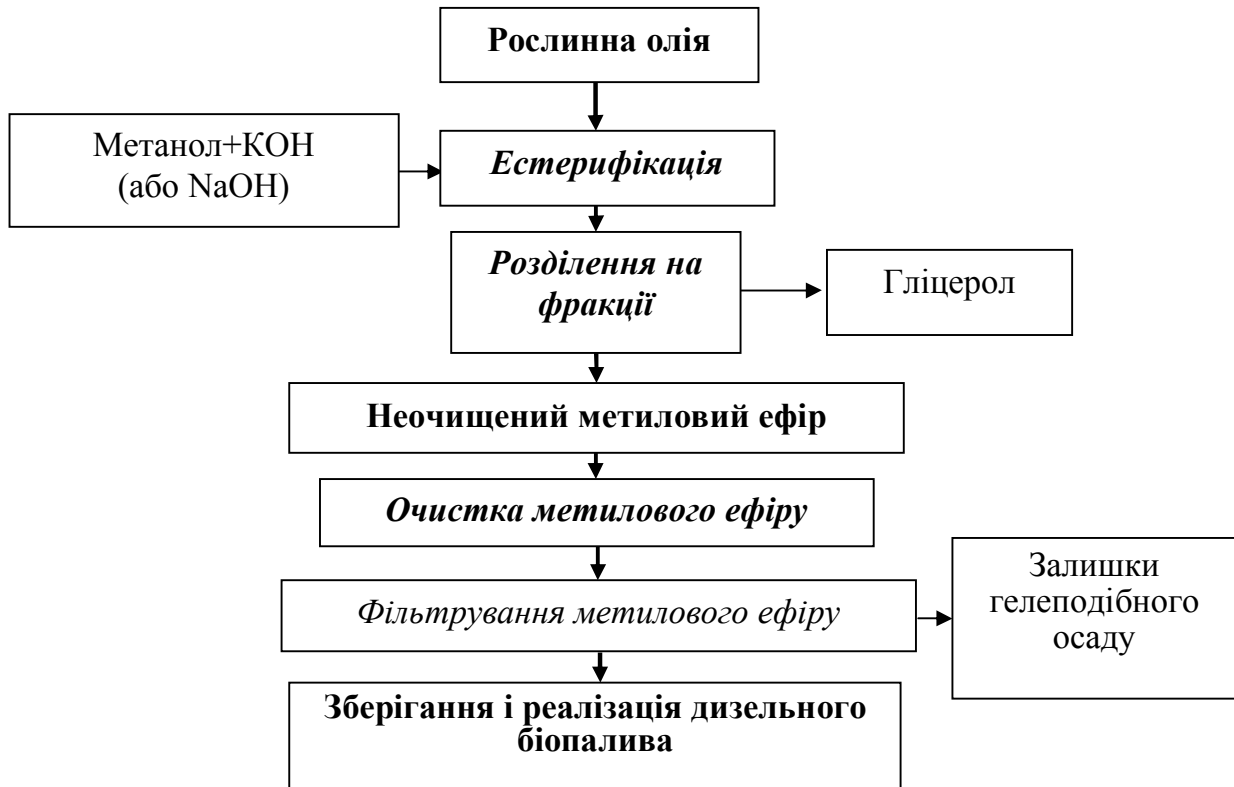 Рослинна олія
Метанол+КОН
(або NaOH)
Естерифікація
Розділення на
фракції
Гліцерол
Неочищений метиловий ефір
Очистка метилового ефіру
Фільтрування метилового ефіру
Залишки
гелеподібного
осаду
Зберігання і реалізація дизельного
біопалива